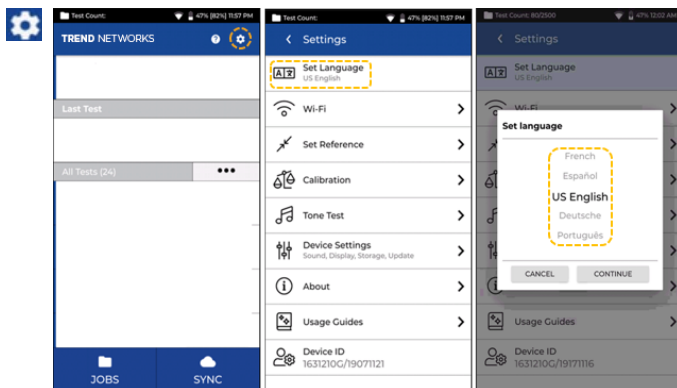 Test Count:
47% [82%] 11:57 PM
TREND NETWORKS
?
Last Test
All Tests (24)
JOBS
SYNC
Test Count:
47% [82%] 11:57 PM
Settings
A
Set Language
US English
Wi-Fi
Set Reference
Calibration
Tone Test
Device Settings
Sound, Display, Storage, Update
i
About
Usage Guides
Device ID
1631210G/19071121
Test Count: 80/2500
47% 12:02 AM
Settings
A
Set Language
US English
Wi-Fi
Set language
French
Español
US English
Deutsche
Português
CANCEL
CONTINUE
Usage Guides
Device ID
1631210G/19171116